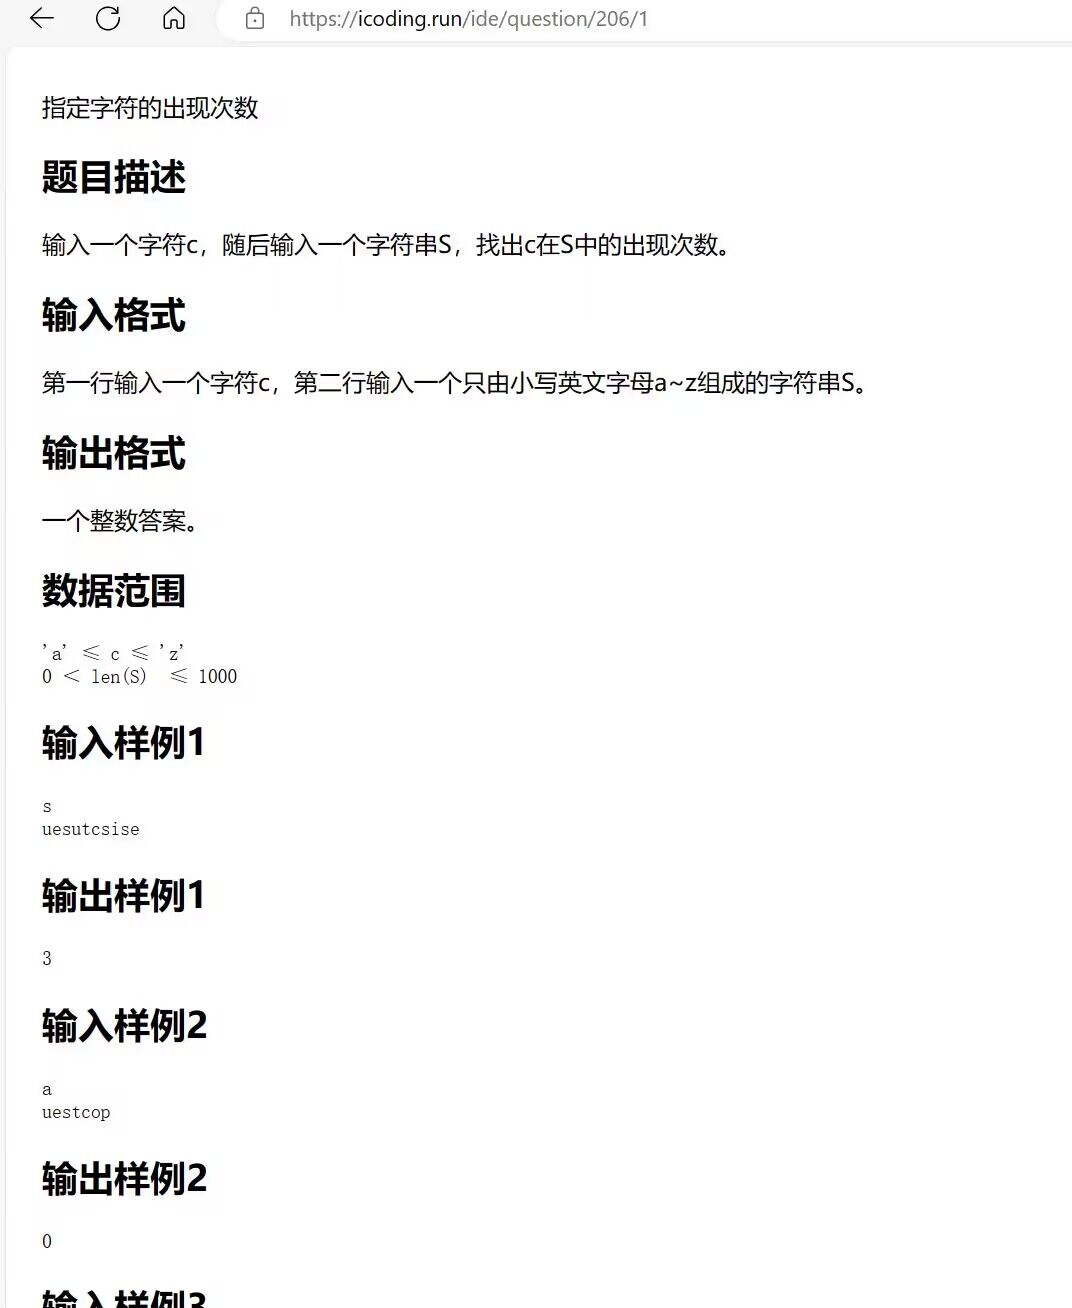 https://icoding.run/ide/question/206/1
指定字符的出现次数
题目描述
输入一个字符c，随后输入一个字符串S，找出c在S中的出现次数。
输入格式
第一行输入一个字符c，第二行输入一个只由小写英文字母a~z组成的字符串S。
输出格式
一个整数答案。
数据范围
'a' ≤ c ≤ 'z'
0 < len(S)  ≤ 1000
输入样例1
s
uesutcsise
输出样例1
3
输入样例2
a
uestcop
输出样例2
0
输入样例3